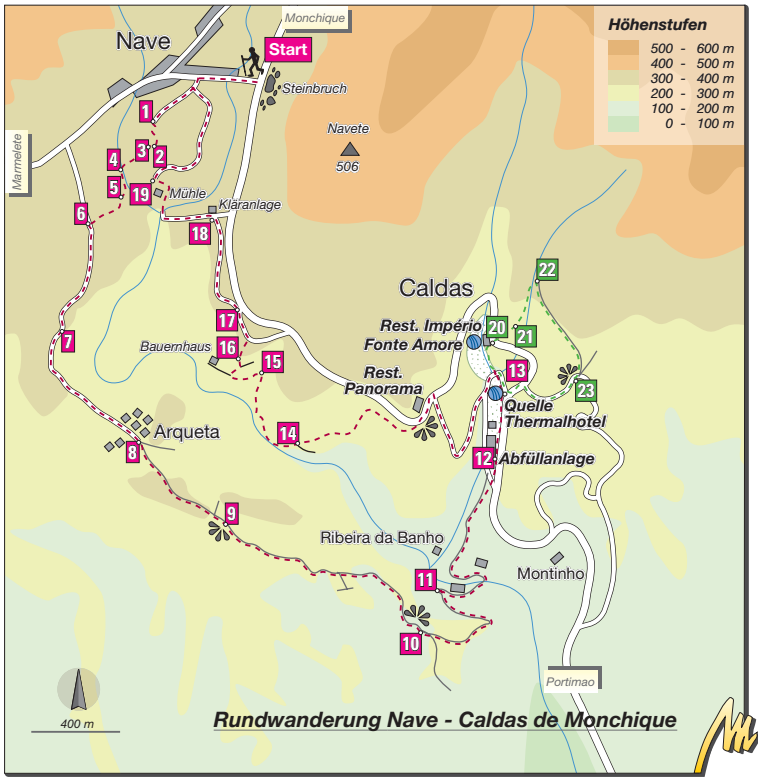 Monchique
Nave
Start
Steinbruch
Höhenstufen
500 - 600 m
400 - 500 m
300 - 400 m
200 - 300 m
100 - 200 m
0 - 100 m
Marmelete
1
Navete
506
3
2
4
5
19
Mühle
6
Kläranlage
18
22
Caldas
17
Rest. Império
20
21
7
Fonte Amore
Bauernhaus
16
15
Rest.
Panorama
13
23
Quelle
Thermalhotel
Arqueta
14
8
12
Abfüllanlage
9
Ribeira da Banho
11
Montinho
10
Portimao
400 m
Rundwanderung Nave - Caldas de Monchique